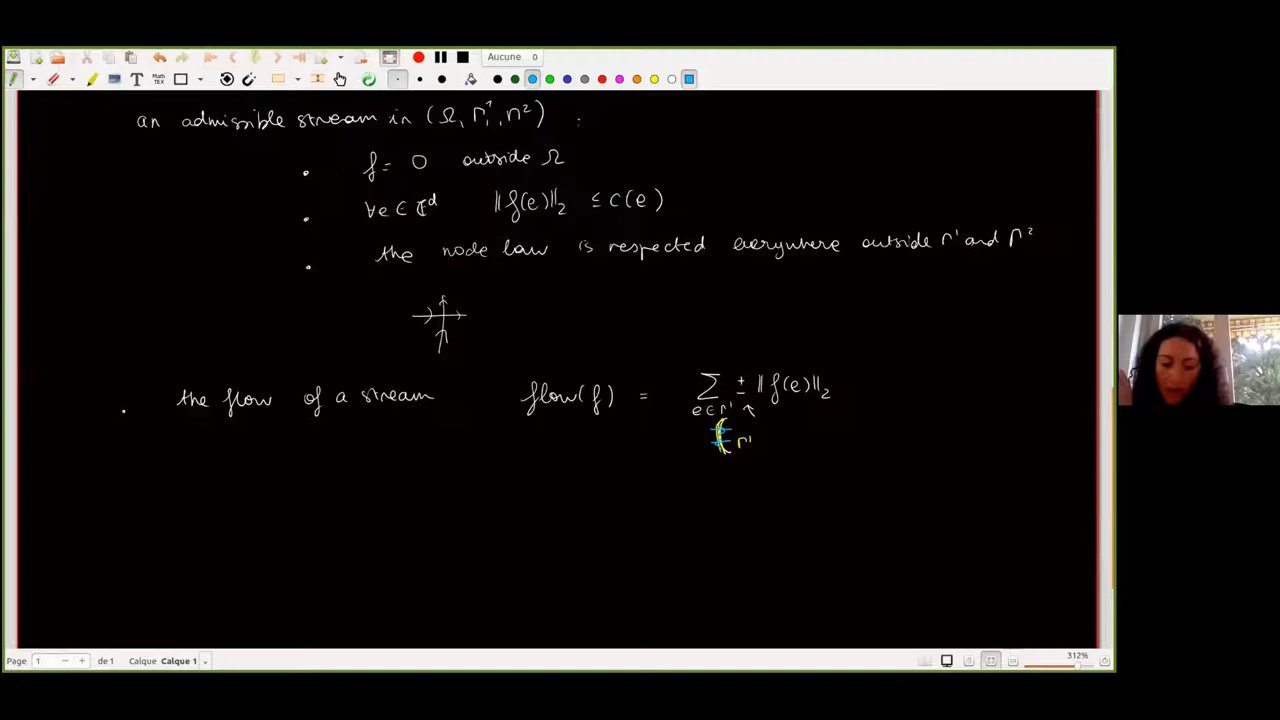 Aucune 0
T Math TEX
an admissible stream in (Ω, Γ¹, Γ²) :
• f = 0 outside Ω
• ∀e ∈ 𝔼ᵈ ‖f(e)‖₂ ≤ c(e)
• the node law is respected everywhere outside Γ¹ and Γ²
• the flow of a stream flow(f) = ∑ ± ‖f(e)‖₂
e ∈ Γ¹
Γ¹
Page 1 de 1 Calque Calque 1 312%